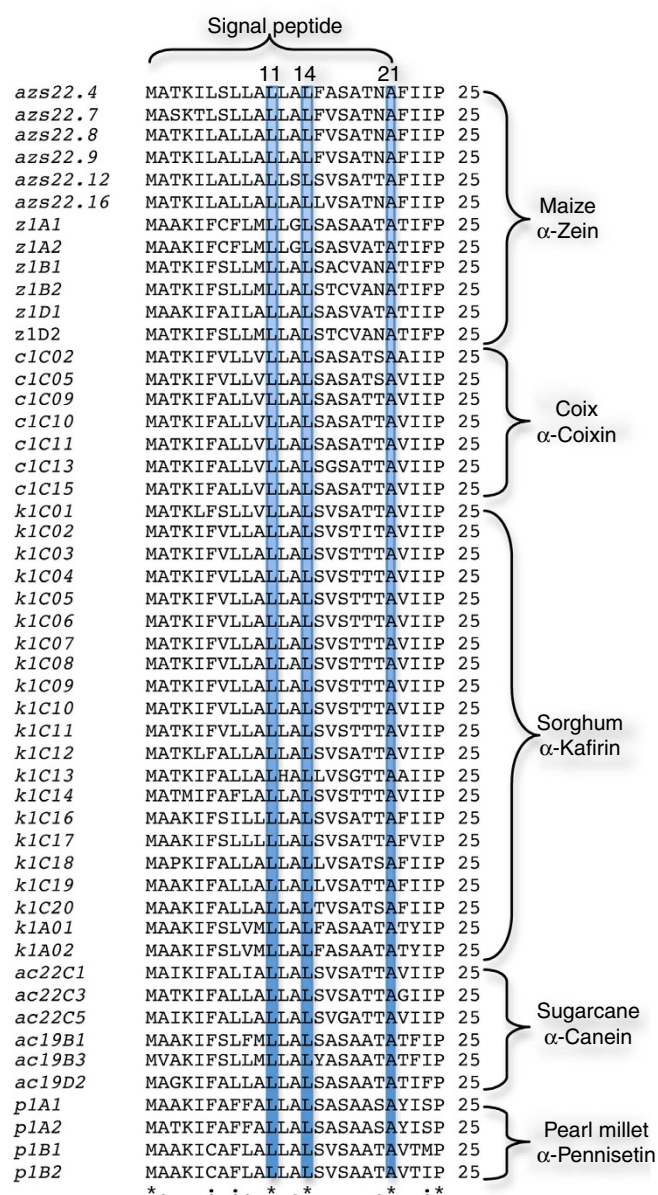 Signal peptide
11 14 21
azs22.4 MATKILSLLALLALFASATNAFIIP 25
azs22.7 MASKTLSLLALLALFVSATNAFIIP 25
azs22.8 MATKILALLALLALFVSATNAFIIP 25
azs22.9 MATKILALLALLALFVSATNAFIIP 25
azs22.12 MATKILALLALLSLSVSATTAFIIP 25
azs22.16 MATKILALLALLALLVSATNAFIIP 25
z1A1 MAAKIFCFLMLLGLSASAATATIFP 25
Maize
z1A2 MAAKIFCFLMLLGLSASVATATIFP 25
α-Zein
z1B1 MATKIFSLLMLLALSACVANATIFP 25
z1B2 MATKIFSLLMLLALSTCVANATIFP 25
z1D1 MAAKIFAILALLALSASVATATIIP 25
z1D2 MATKIFSLLMLLALSTCVANATIFP 25
c1C02 MATKIFVLLVLLALSASATSAAIIP 25
c1C05 MATKIFVLLVLLALSASATSAVIIP 25
c1C09 MATKIFVLLVLLALSASATTAVIIP 25
Coix
c1C10 MATKIFVLLVLLALSASATTAVIIP 25
α-Coixin
c1C11 MATKIFVLLVLLALSASATTAVIIP 25
c1C13 MATKIFALLVLLALSGSATTAVIIP 25
c1C15 MATKIFALLVLLALSASATTAVIIP 25
k1C01 MATKLFSLLVLLALSVSATTAVIIP 25
k1C02 MATKIFVLLALLALSVSTITAVIIP 25
k1C03 MATKIFVLLALLALSVSTTTAVIIP 25
k1C04 MATKIFVLLALLALSVSTTTAVIIP 25
k1C05 MATKIFVLLALLALSVSTTTAVIIP 25
k1C06 MATKIFVLLALLALSVSTTTAVIIP 25
k1C07 MATKIFVLLALLALSVSTTTAVIIP 25
k1C08 MATKIFVLLALLALSVSTTTAVIIP 25
k1C09 MATKIFVLLALLALSVSTTTAVIIP 25
k1C10 MATKIFVLLALLALSVSTTTAVIIP 25
k1C11 MATKIFVLLALLALSVSTTTAVIIP 25
Sorghum
k1C12 MATKLFALLALLALSVSATTAVIIP 25
α-Kafirin
k1C13 MATKIFALLALHALLVSGTTAAIIP 25
k1C14 MATMIFAFLALLALSVSTTTAVIIP 25
k1C16 MAAKIFSILLLLALSVSATTAFIIP 25
k1C17 MAAKIFSLLLLLALSVSATTAFVIP 25
k1C18 MAPKIFALLALLALLVSATSAFIIP 25
k1C19 MAAKIFALLALLALLVSATTAFIIP 25
k1C20 MAAKIFALLALLALTVSATSAFIIP 25
k1A01 MAAKIFSLVMLLALFASAATATYIP 25
k1A02 MAAKIFSLVMLLALFASAATATYIP 25
ac22C1 MAIKIFALIALLALSVSATTAVIIP 25
ac22C3 MATKIFALLALLALSVSATTAGIIP 25
ac22C5 MAIKIFALLALLALSVGATTAVIIP 25
Sugarcane
ac19B1 MAAKIFSLFMLLALSASAATATFIP 25
α-Canein
ac19B3 MVAKIFSLLMLLALYASAATATFIP 25
ac19D2 MAGKIFALLALLALSASAATATIFP 25
p1A1 MAAKIFAFFALLALSASAASAYISP 25
p1A2 MATKIFAFFALLALSASAASAYISP 25
Pearl millet
p1B1 MAAKICAFLALLALSVSAATAVTMP 25
α-Pennisetin
p1B2 MAAKICAFLALLALSVSAATAVTIP 25